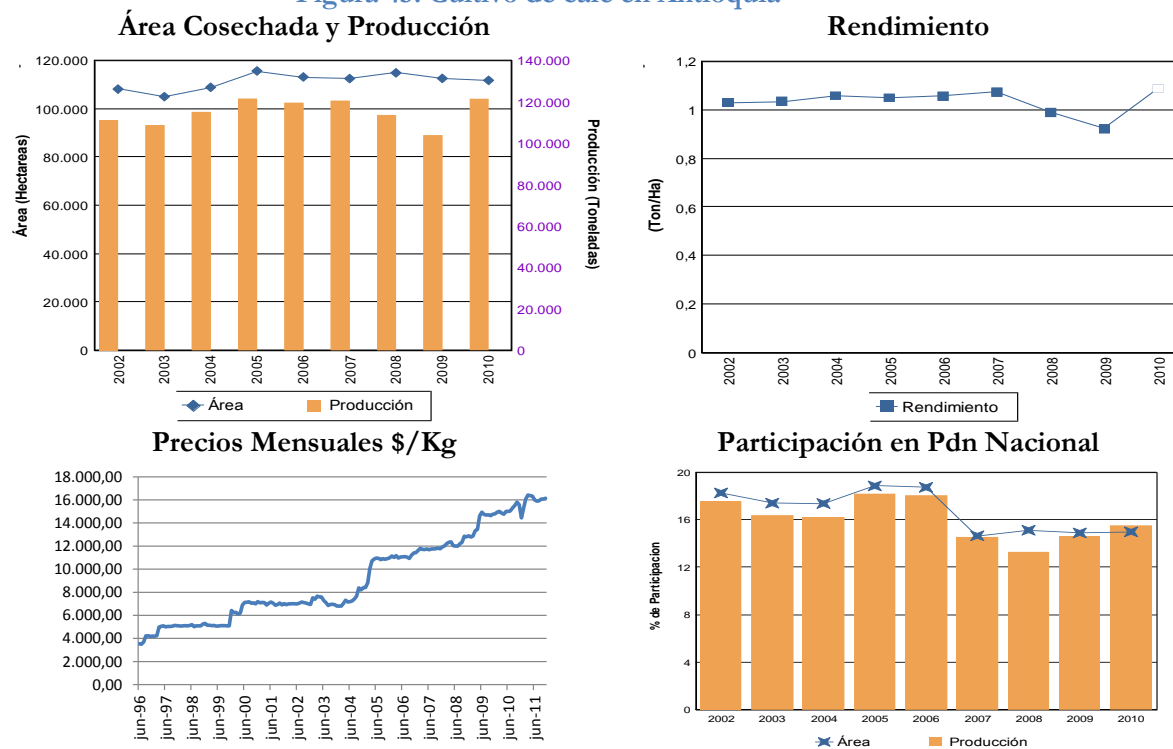 Figura Cultivo de café en Antioquia
Área Cosechada y Producción
120.000
100.000
80.000
60.000
40.000
20.000
0
Área (Hectareas)
140.000
120.000
100.000
80.000
60.000
40.000
20.000
0
Producción (Toneladas)
2002 2003 2004 2005 2006 2007 2008 2009 2010
Área Producción
Rendimiento
1,2
1
0,8
0,6
0,4
0,2
0
(Ton/Ha)
2002 2003 2004 2005 2006 2007 2008 2009 2010
Rendimiento
Precios Mensuales $/Kg
18.000,00
16.000,00
14.000,00
12.000,00
10.000,00
8.000,00
6.000,00
4.000,00
2.000,00
0,00
jun-96 jun-97 jun-98 jun-99 jun-00 jun-01 jun-02 jun-03 jun-04 jun-05 jun-06 jun-07 jun-08 jun-09 jun-10 jun-11
Participación en Pdn Nacional
20
16
12
8
4
0
% de Participacion
2002 2003 2004 2005 2006 2007 2008 2009 2010
Área Producción